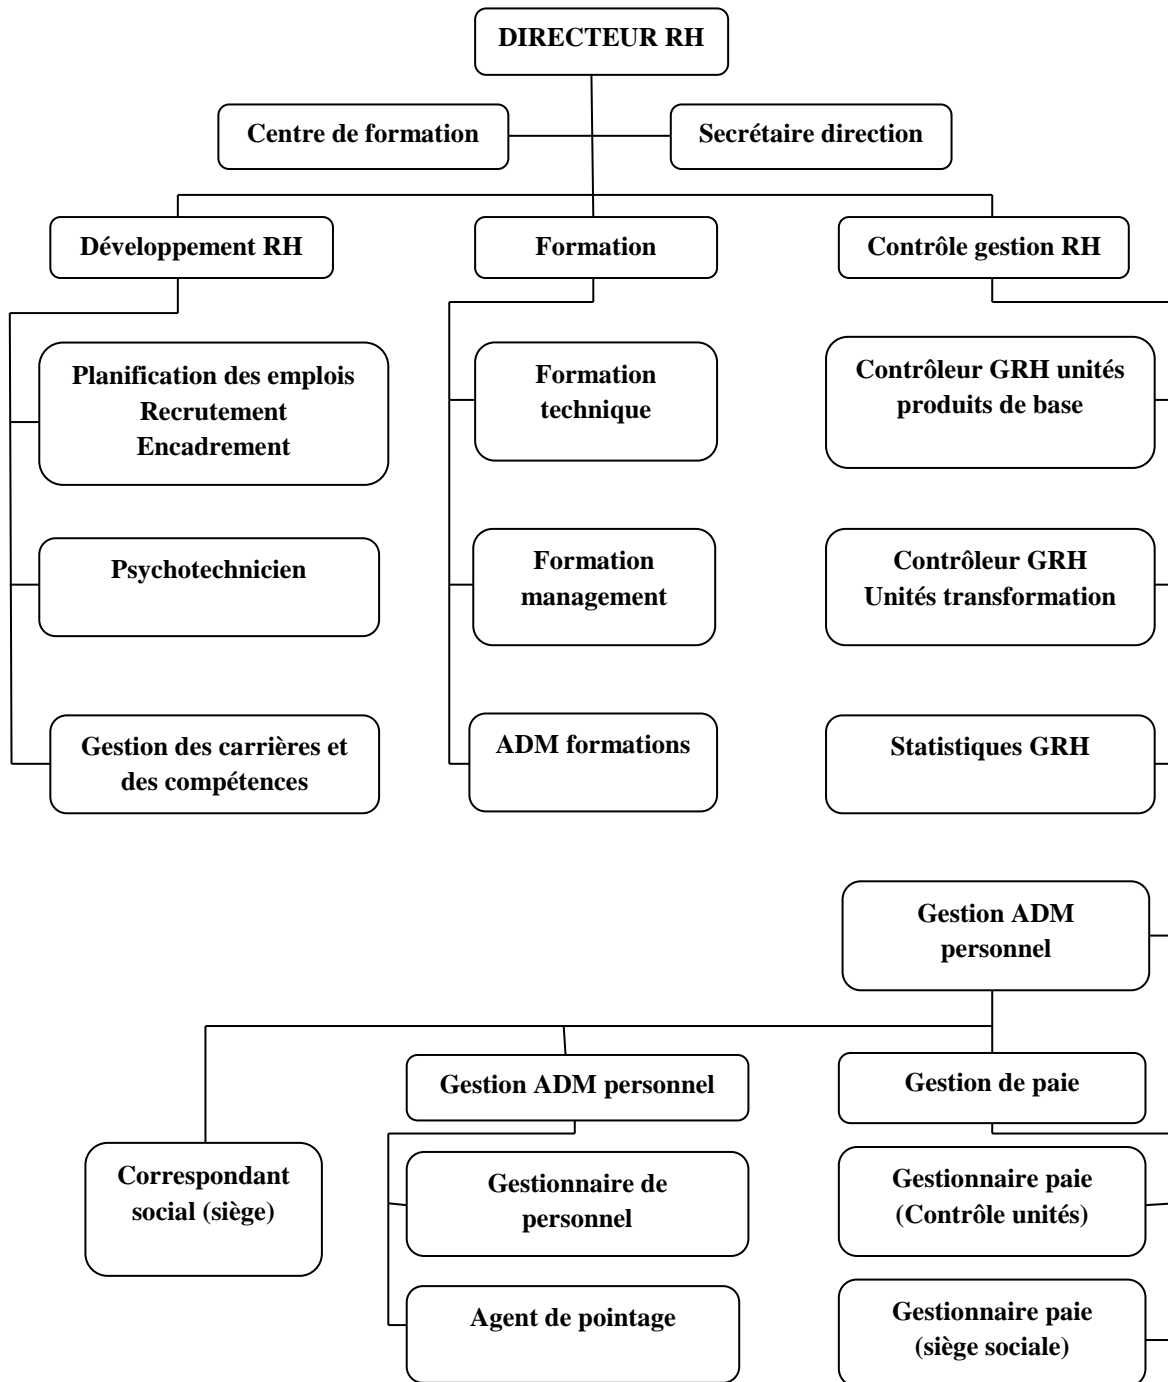 DIRECTEUR RH
Centre de formation
Secrétaire direction
Développement RH
Formation
Contrôle gestion RH
Planification des emplois
Recrutement
Encadrement
Formation
technique
Contrôleur GRH unités
produits de base
Psychotechnicien
Formation
management
Contrôleur GRH
Unités transformation
Gestion des carrières et
des compétences
ADM formations
Statistiques GRH
Gestion ADM
personnel
Gestion ADM personnel
Gestion de paie
Correspondant
social (siège)
Gestionnaire de
personnel
Gestionnaire paie
(Contrôle unités)
Agent de pointage
Gestionnaire paie
(siège sociale)